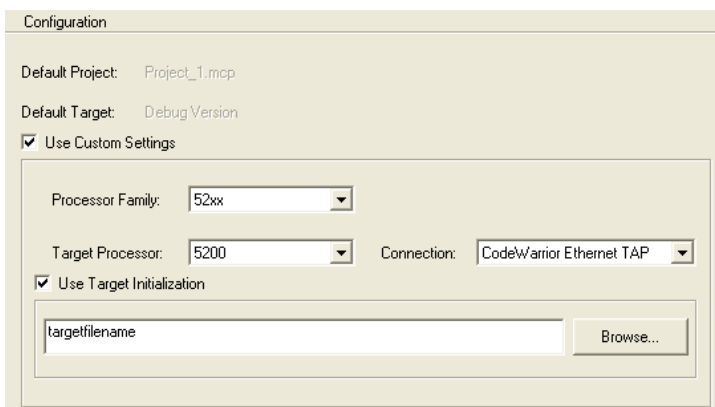 Configuration
Default Project: Project_1.mcp
Default Target: Debug Version
Use Custom Settings
Processor Family: 52xx
Target Processor: 5200 Connection: CodeWarrior Ethernet TAP
Use Target Initialization
targetfilename Browse...